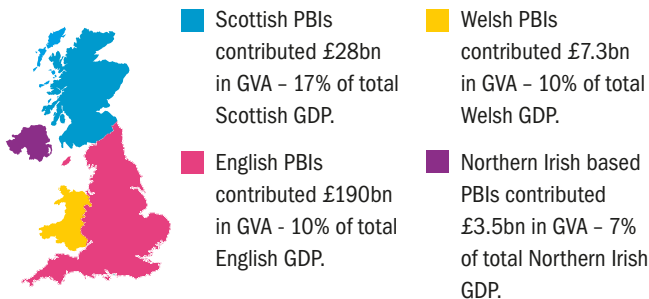 Scottish PBIs
contributed £28bn
in GVA – 17% of total
Scottish GDP.
Welsh PBIs
contributed £7.3bn
in GVA – 10% of total
Welsh GDP.
English PBIs
contributed £190bn
in GVA - 10% of total
English GDP.
Northern Irish based
PBIs contributed
£3.5bn in GVA – 7%
of total Northern Irish
GDP.